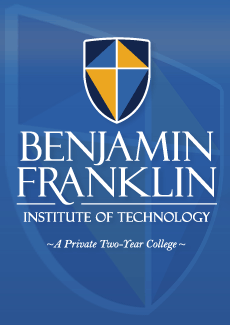 BENJAMIN
FRANKLIN
INSTITUTE OF TECHNOLOGY
~A Private Two-Year College~